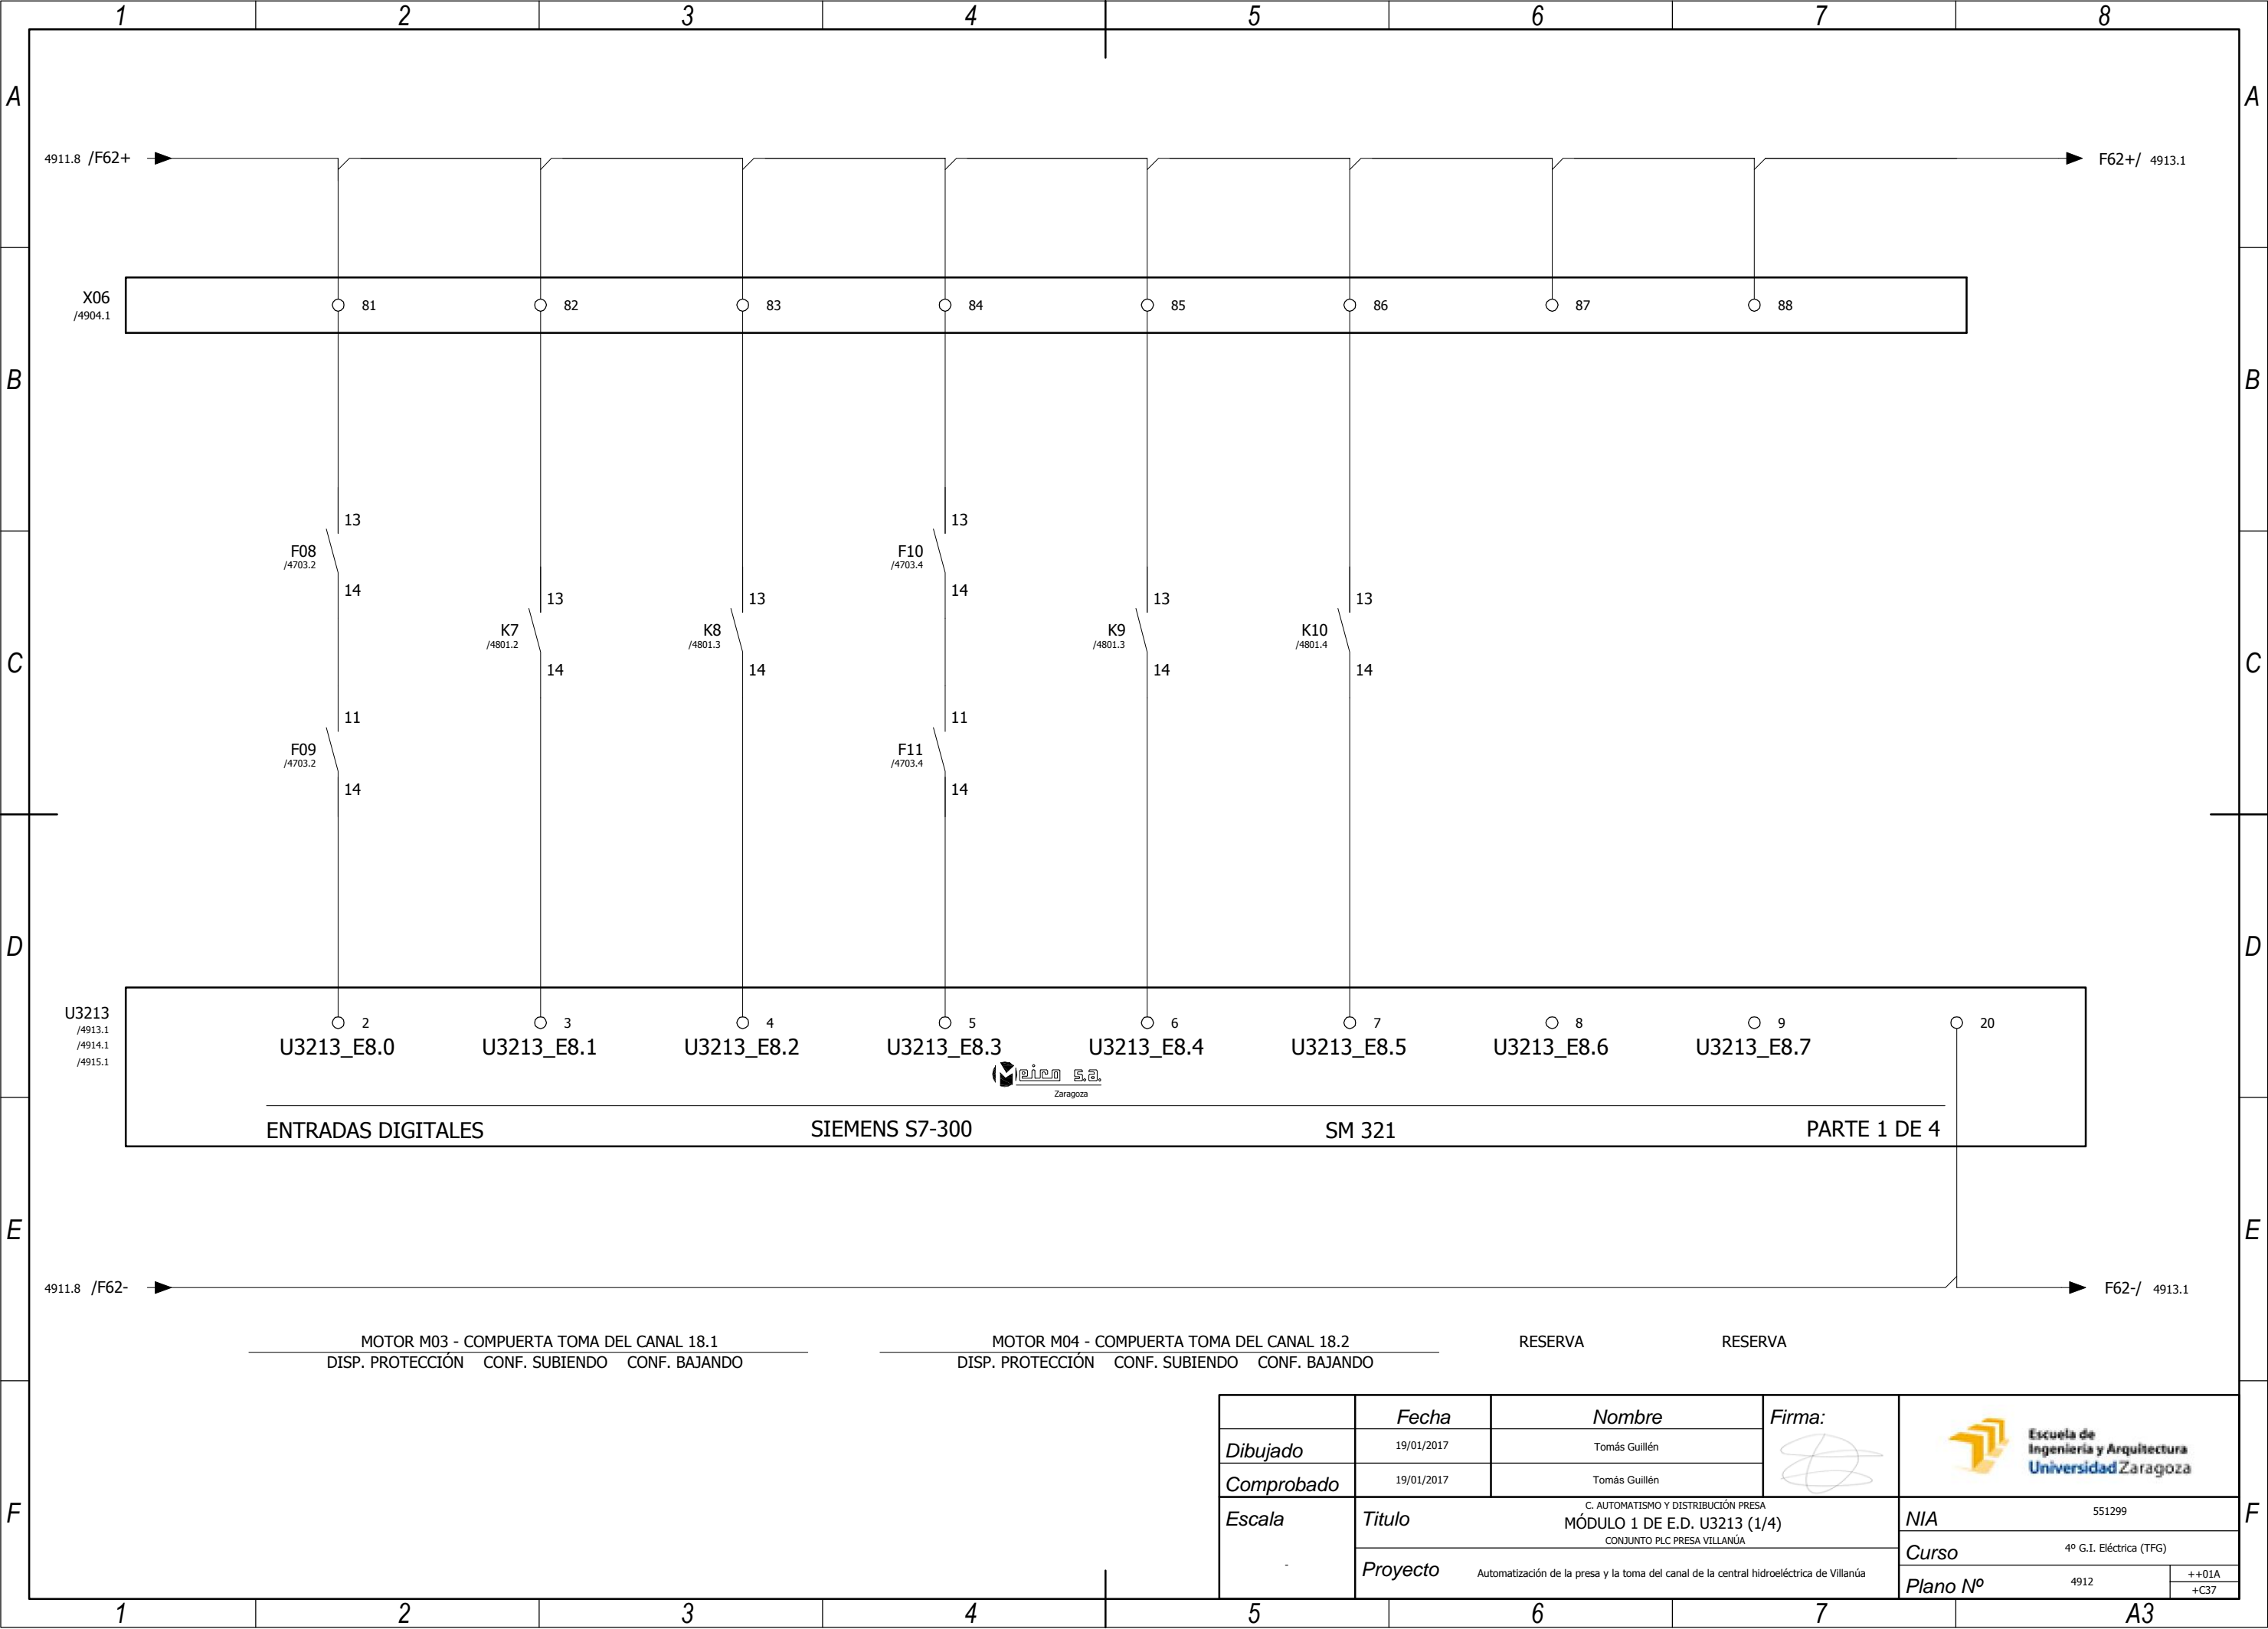 1 2 3 4 5 6 7 8
A A
4911.8 /F62+ F62+/ 4913.1
X06
/4904.1
81 82 83 84 85 86 87 88
B B
13 13
F08 F10
/4703.2 /4703.4
14 14
13 13 13 13
K7 K8 K9 K10
/4801.2 /4801.3 /4801.3 /4801.4
14 14 14 14
C C
11 11
F09 F11
/4703.2 /4703.4
14 14
D D
U3213
/4913.1
/4914.1
/4915.1
2 3 4 5 6 7 8 9 20
U3213_E8.0 U3213_E8.1 U3213_E8.2 U3213_E8.3 U3213_E8.4 U3213_E8.5 U3213_E8.6 U3213_E8.7
Meico s.a.
Zaragoza
ENTRADAS DIGITALES SIEMENS S7-300 SM 321 PARTE 1 DE 4
E E
4911.8 /F62- F62-/ 4913.1
MOTOR M03 - COMPUERTA TOMA DEL CANAL 18.1 MOTOR M04 - COMPUERTA TOMA DEL CANAL 18.2 RESERVA RESERVA
DISP. PROTECCIÓN CONF. SUBIENDO CONF. BAJANDO DISP. PROTECCIÓN CONF. SUBIENDO CONF. BAJANDO
Fecha Nombre Firma:
Dibujado 19/01/2017 Tomás Guillén
Comprobado 19/01/2017 Tomás Guillén
Escuela de
Ingeniería y Arquitectura
Universidad Zaragoza
F F
Escala
-
Titulo
C. AUTOMATISMO Y DISTRIBUCIÓN PRESA
MÓDULO 1 DE E.D. U3213 (1/4)
CONJUNTO PLC PRESA VILLANÚA
Proyecto Automatización de la presa y la toma del canal de la central hidroeléctrica de Villanúa
NIA 551299
Curso 4º G.I. Eléctrica (TFG)
Plano Nº 4912 ++01A
+C37
1 2 3 4 5 6 7 A3